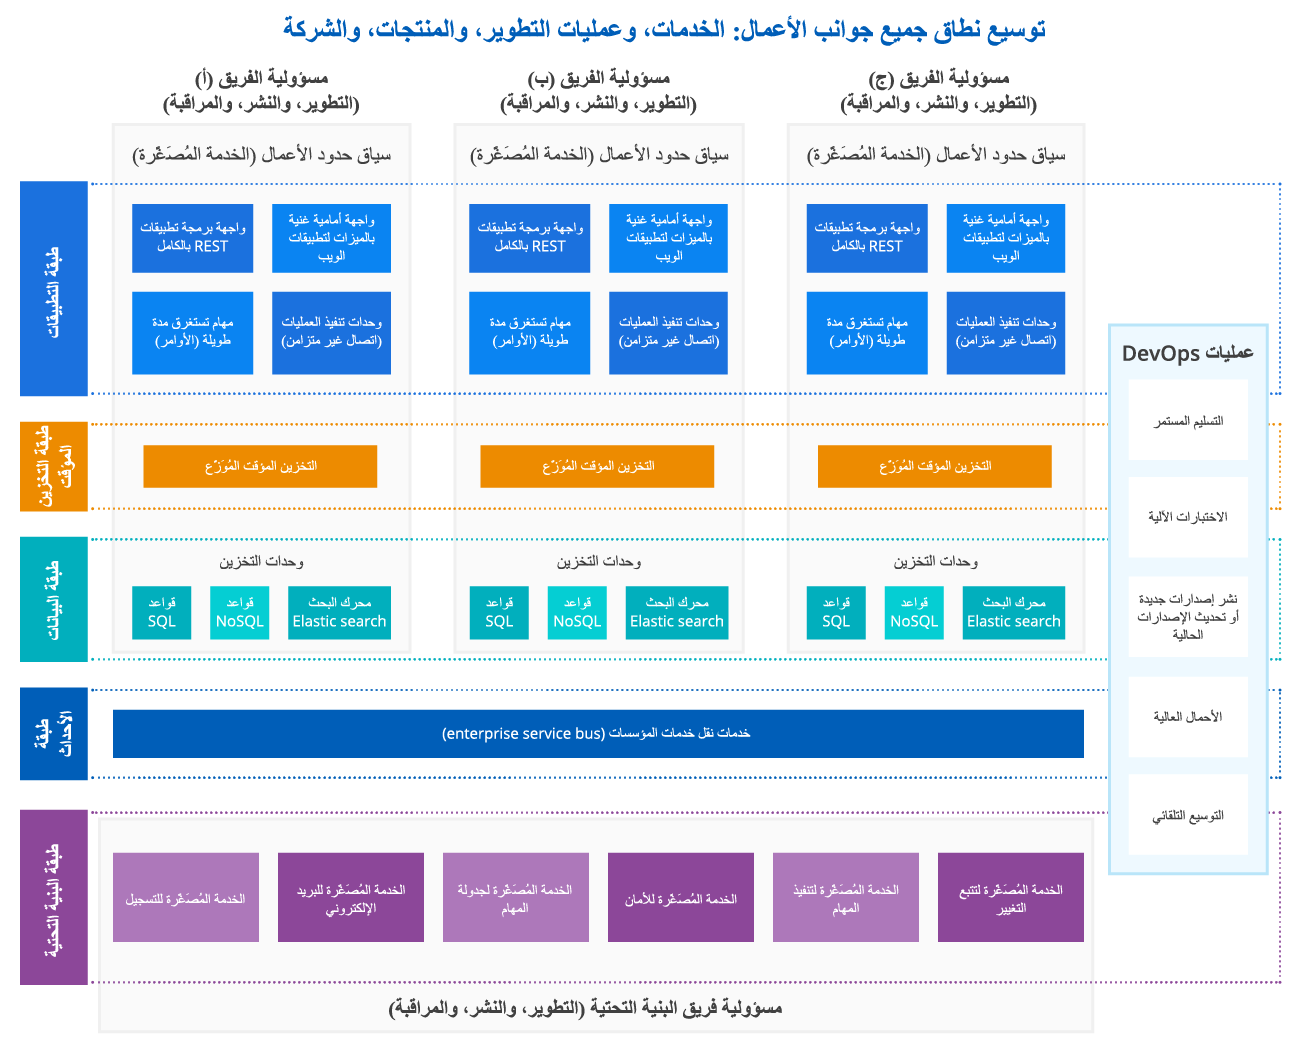 توسيع نطاق جميع جوانب الأعمال: الخدمات، وعمليات التطوير، والمنتجات، والشركة
مسؤولية الفريق (ج)
(التطوير، والنشر، والمراقبة)
مسؤولية الفريق (ب)
(التطوير، والنشر، والمراقبة)
مسؤولية الفريق (أ)
(التطوير، والنشر، والمراقبة)
سياق حدود الأعمال (الخدمة المُصَغّرة)
سياق حدود الأعمال (الخدمة المُصَغّرة)
سياق حدود الأعمال (الخدمة المُصَغّرة)
طبقة التطبيقات
واجهة أمامية غنية
بالميزات لتطبيقات
الويب
واجهة برمجة تطبيقات
REST بالكامل
واجهة أمامية غنية
بالميزات لتطبيقات
الويب
واجهة برمجة تطبيقات
REST بالكامل
واجهة أمامية غنية
بالميزات لتطبيقات
الويب
واجهة برمجة تطبيقات
REST بالكامل
وحدات تنفيذ العمليات
(اتصال غير متزامن)
مهام تستغرق مدة
طويلة (الأوامر)
وحدات تنفيذ العمليات
(اتصال غير متزامن)
مهام تستغرق مدة
طويلة (الأوامر)
وحدات تنفيذ العمليات
(اتصال غير متزامن)
مهام تستغرق مدة
طويلة (الأوامر)
عمليات DevOps
التسليم المستمر
الاختبارات الآلية
نشر إصدارات جديدة
أو تحديث الإصدارات
الحالية
الأحمال العالية
التوسيع التلقائي
طبقة التخزين
المؤقت
التخزين المؤقت المُوَزّع
التخزين المؤقت المُوَزّع
التخزين المؤقت المُوَزّع
طبقة البيانات
وحدات التخزين
وحدات التخزين
وحدات التخزين
محرك البحث
Elastic search
قواعد
NoSQL
قواعد
SQL
محرك البحث
Elastic search
قواعد
NoSQL
قواعد
SQL
محرك البحث
Elastic search
قواعد
NoSQL
قواعد
SQL
طبقة
الأحداث
خدمات نقل خدمات المؤسسات (enterprise service bus)
طبقة البنية التحتية
الخدمة المُصَغّرة لتتبع
التغيير
الخدمة المُصَغّرة لتنفيذ
المهام
الخدمة المُصَغّرة للأمان
الخدمة المُصَغّرة لجدولة
المهام
الخدمة المُصَغّرة للبريد
الإلكتروني
الخدمة المُصَغّرة للتسجيل
مسؤولية فريق البنية التحتية (التطوير، والنشر، والمراقبة)